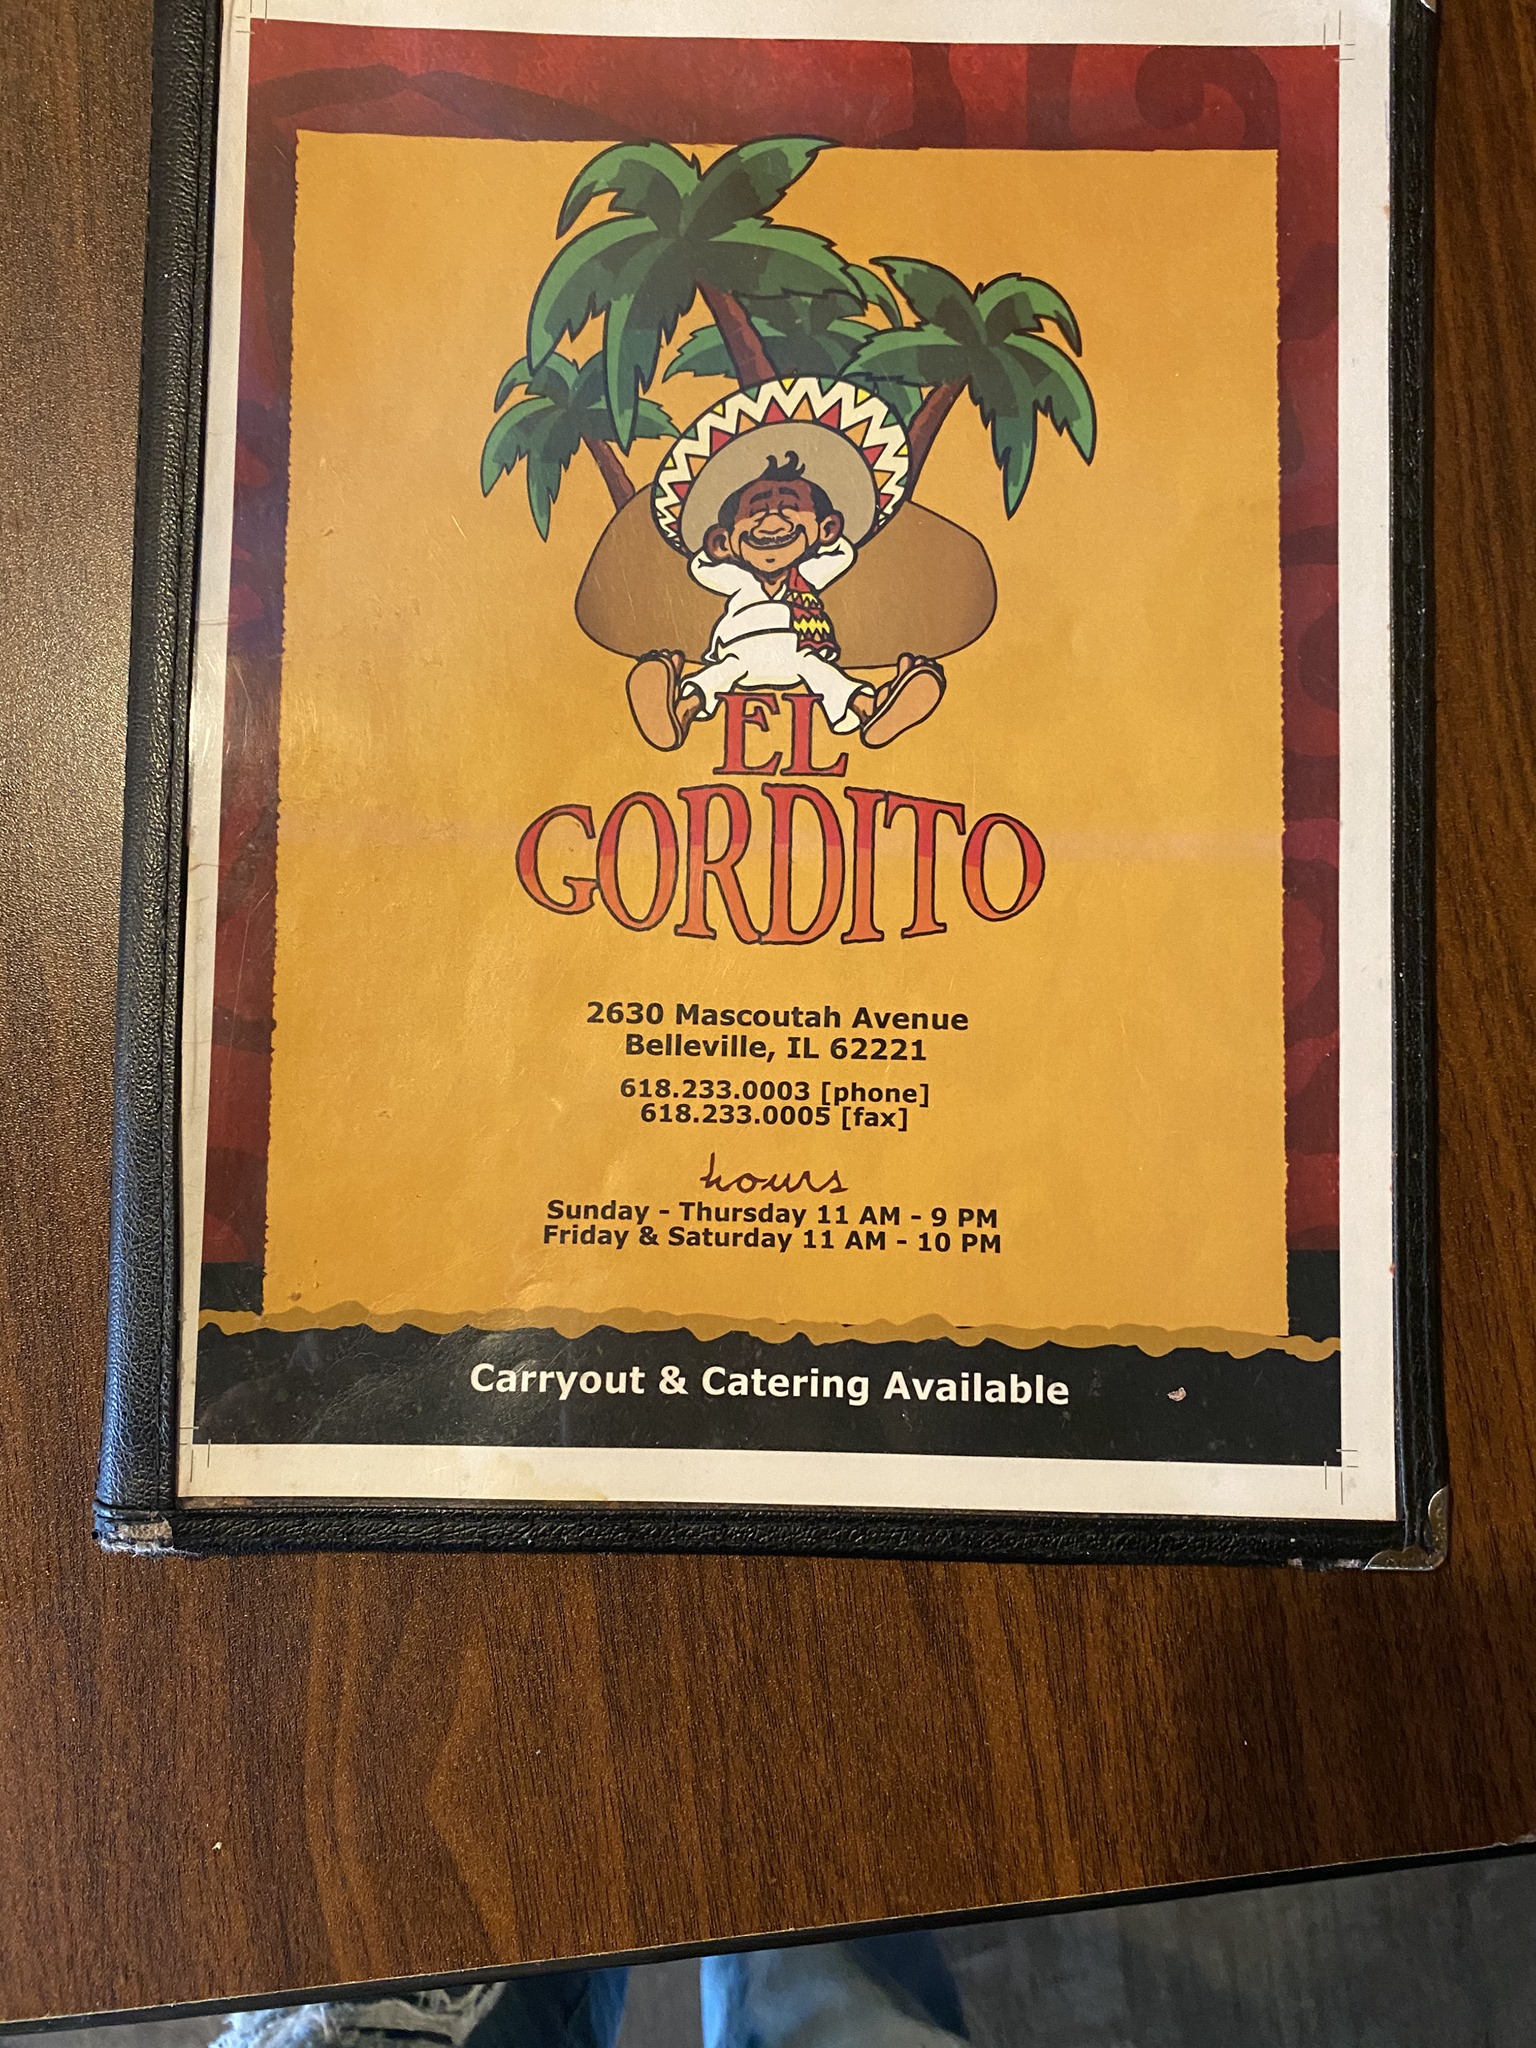 EL
GORDITO
2630 Mascoutah Avenue
Belleville, IL 62221
618.233.0003 [phone]
618.233.0005 [fax]
hours
Sunday - Thursday 11 AM - 9 PM
Friday & Saturday 11 AM - 10 PM
Carryout & Catering Available